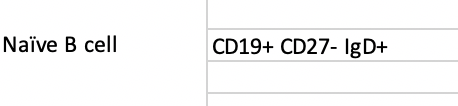 Naïve B cell CD19+ CD27- IgD+